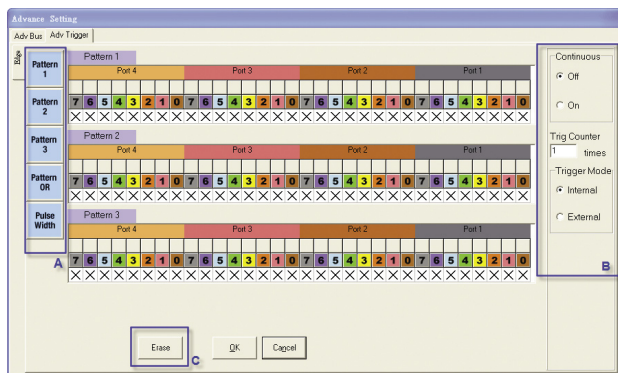 Advance Setting
Adv Bus Adv Trigger
Edge
Pattern 1
Pattern 2
Pattern 3
Pattern OR
Pulse Width
A
Pattern 1
Port 4 Port 3 Port 2 Port 1
7 6 5 4 3 2 1 0 7 6 5 4 3 2 1 0 7 6 5 4 3 2 1 0 7 6 5 4 3 2 1 0
X X X X X X X X X X X X X X X X X X X X X X X X X X X X X X X X
Pattern 2
Port 4 Port 3 Port 2 Port 1
7 6 5 4 3 2 1 0 7 6 5 4 3 2 1 0 7 6 5 4 3 2 1 0 7 6 5 4 3 2 1 0
X X X X X X X X X X X X X X X X X X X X X X X X X X X X X X X X
Pattern 3
Port 4 Port 3 Port 2 Port 1
7 6 5 4 3 2 1 0 7 6 5 4 3 2 1 0 7 6 5 4 3 2 1 0 7 6 5 4 3 2 1 0
X X X X X X X X X X X X X X X X X X X X X X X X X X X X X X X X
Continuous
Off
On
Trig Counter
1 times
Trigger Mode
Internal
External
B
Erase
C
OK
Cancel